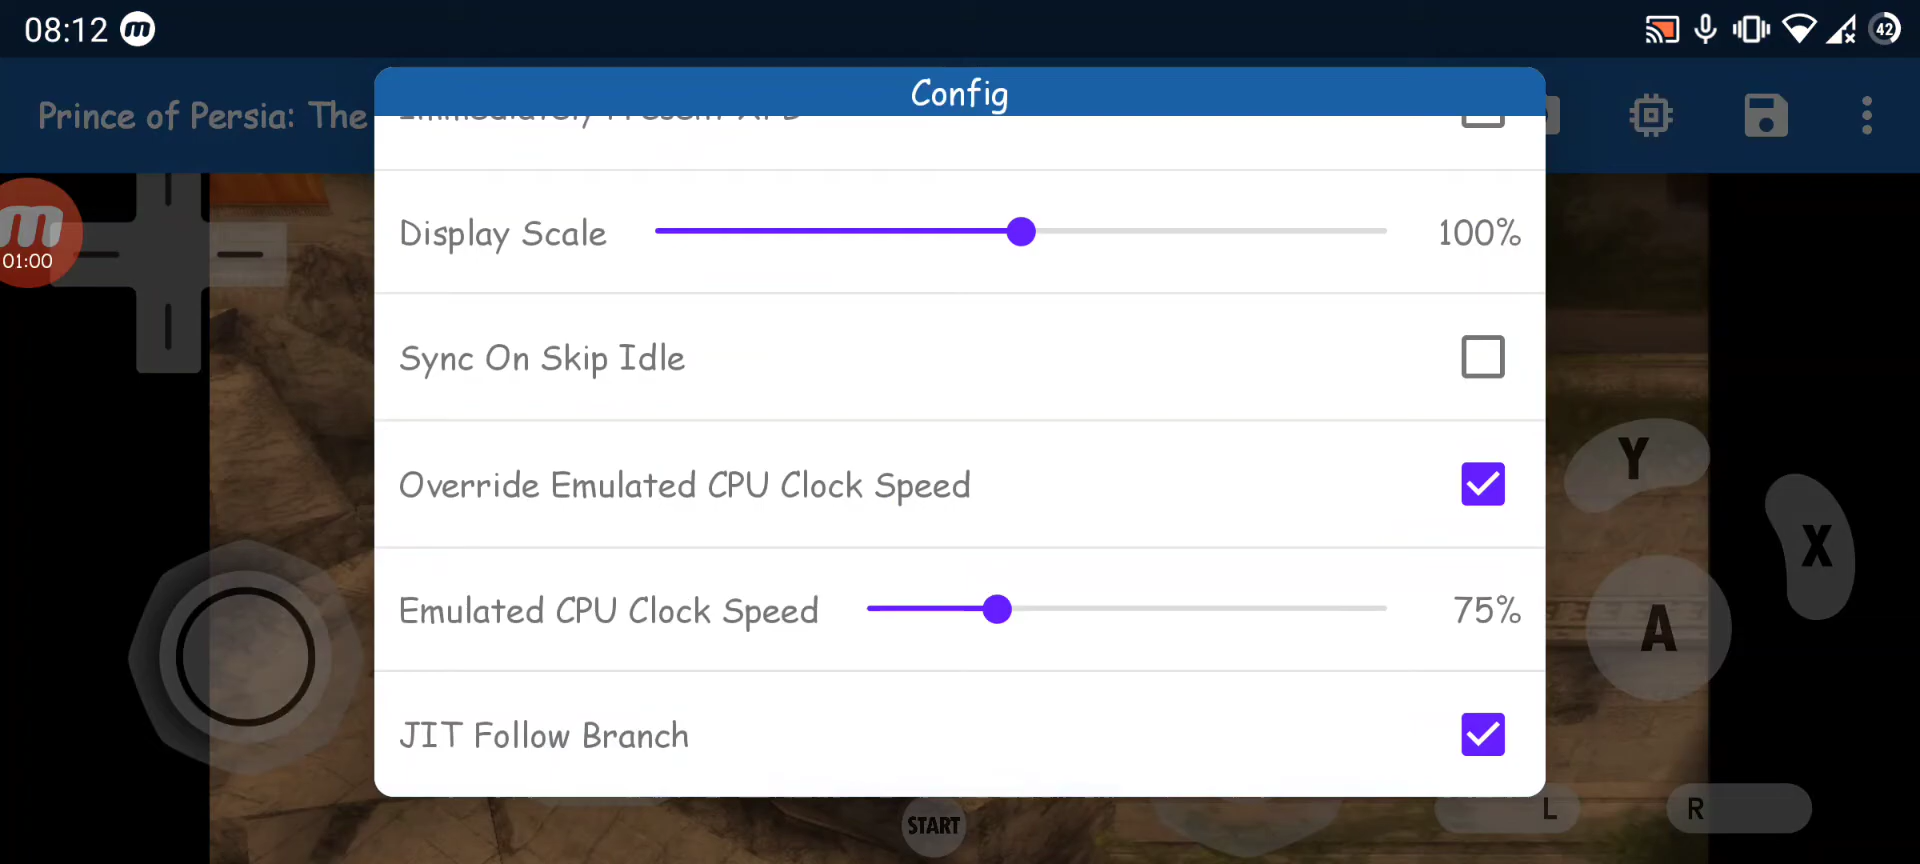 08:12
42
Config
Prince of Persia: The
Display Scale 100%
01:00
Sync On Skip Idle
Y
Override Emulated CPU Clock Speed
X
Emulated CPU Clock Speed 75%
A
JIT Follow Branch
START
L R